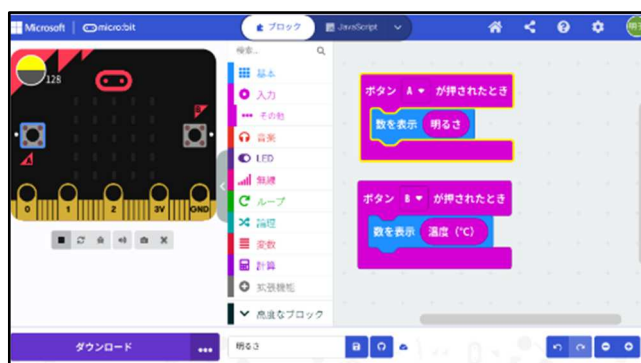 Microsoft
micro:bit
ブロック
JavaScript
明子
128
A
B
0
1
2
3V
GND
検索...
基本
入力
その他
音楽
LED
無線
ループ
論理
変数
計算
拡張機能
高度なブロック
ボタン A が押されたとき
数を表示 明るさ
ボタン B が押されたとき
数を表示 温度（℃）
ダウンロード
明るさ